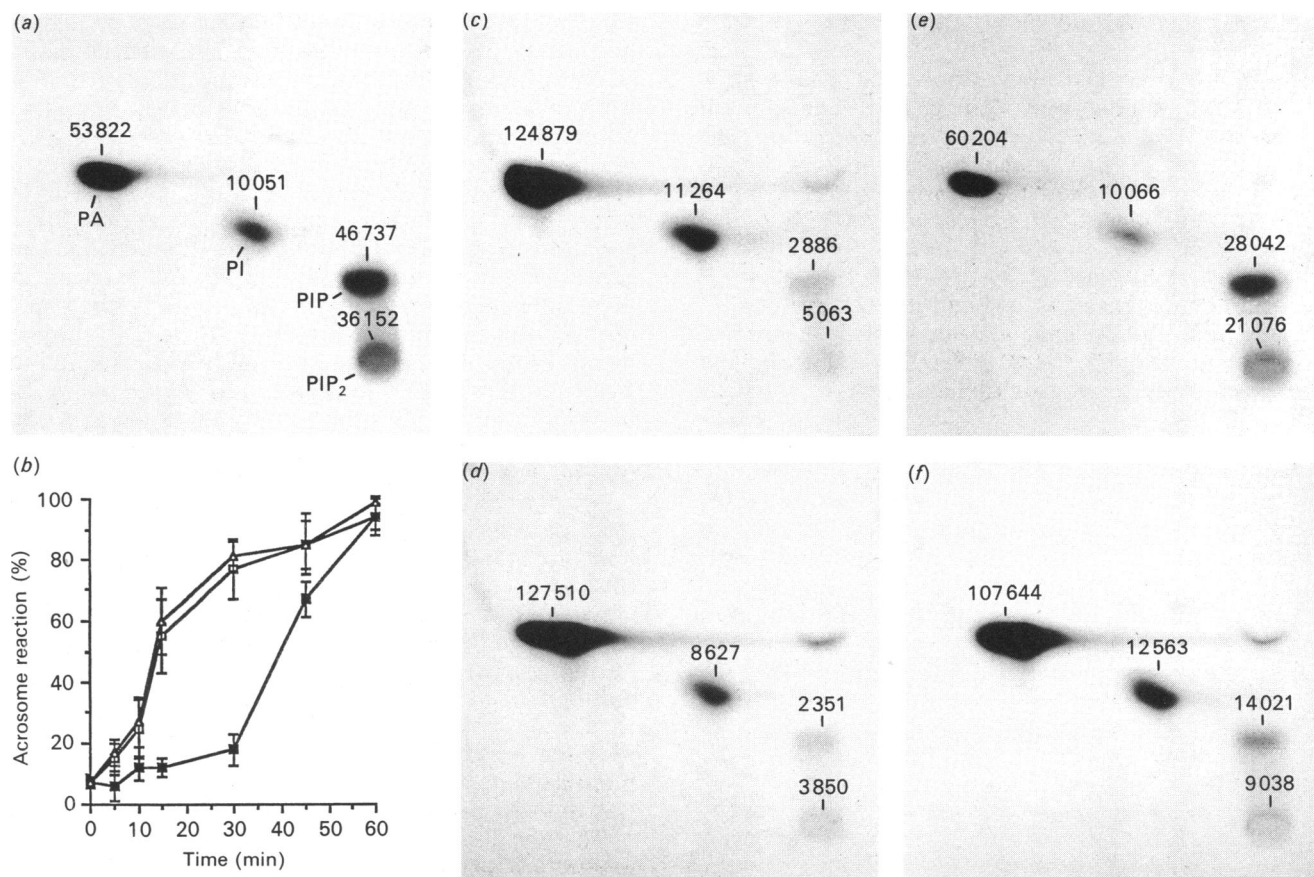 (a)
53 822
PA
10 051
PI
46 737
PIP
36 152
PIP₂
(b)
Acrosome reaction (%)
100
80
60
40
20
0
0 10 20 30 40 50 60
Time (min)
(c)
124 879
11 264
2 886
5 063
(d)
127 510
8 627
2 351
3 850
(e)
60 204
10 066
28 042
21 076
(f)
107 644
12 563
14 021
9 038